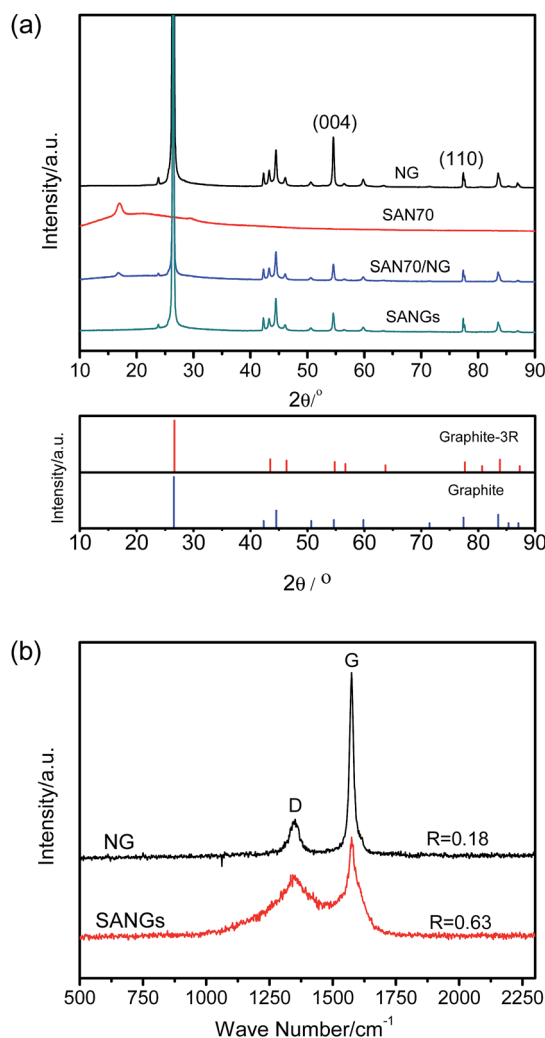 (a)
Intensity/a.u.
(004)
(110)
NG
SAN70
SAN70/NG
SANGs
10 20 30 40 50 60 70 80 90
2θ/°
Intensity/a.u.
Graphite-3R
Graphite
10 20 30 40 50 60 70 80 90
2θ / °
(b)
Intensity/a.u.
G
D
NG
R=0.18
SANGs
R=0.63
500 750 1000 1250 1500 1750 2000 2250
Wave Number/cm⁻¹